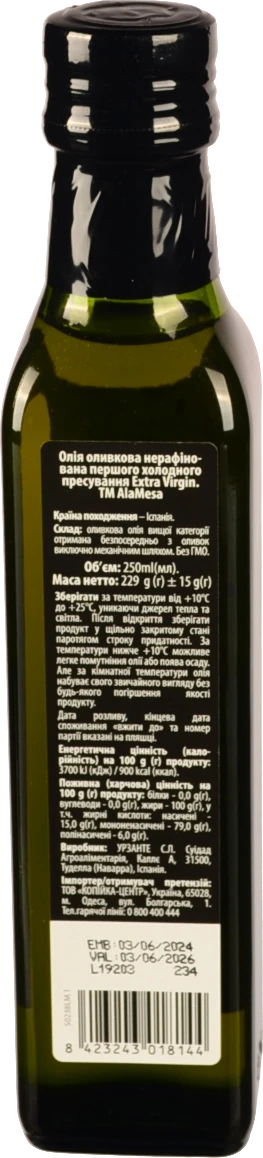 Олія оливкова нерафіно-
вана першого холодного
пресування Extra Virgin.
ТМ AlaMesa
Країна походження – Іспанія.
Склад: оливкова олія вищої категорії
отримана безпосередньо з оливок
виключно механічним шляхом. Без ГМО.
Об'єм: 250ml(мл).
Маса нетто: 229 g (г) ± 15 g(г)
Зберігати за температури від +10°С
до +25°С, уникаючи джерел тепла та
світла. Після відкриття зберігати
продукт у щільно закритому стані
паротягом строку придатності. За
температури нижче +10°С можливе
легке помутніння олії або поява осаду.
Але за кімнатної температури олія
набуває свого звичайного вигляду без
будь-якого погіршення якості
продукту.
Дата розливу, кінцева дата
споживання «вжити до» та номер
партії вказані на пляшці.
Енергетична цінність (кало-
рійність) на 100 g (г) продукту:
3700 kJ (кДж) / 900 kcal (ккал).
Поживна (харчова) цінність на
100 g(г) продукту: білки - 0,0 g(г),
вуглеводи - 0,0 g(г), жири - 100 g(г), у
т.ч. жирні кислоти: насичені -
15,0 g(г), мононенасичені – 79,0 g(г),
полінасичені - 6,0 g(г).
Виробник: УРЗАНТЕ С.Л. Суідад
Агроаліментарія, Каллє А, 31500,
Туделла (Наварра), Іспанія.
Імпортер/отримувач претензій:
ТОВ «КОПІЙКА-ЦЕНТР», Україна, 65028,
м. Одеса, вул. Болгарська, 1.
Тел.гарячої лінії: 0 800 400 444
EMB:03/06/2024
VAL:03/06/2026
L19203 234
S0238LM.1
8 423243 018144